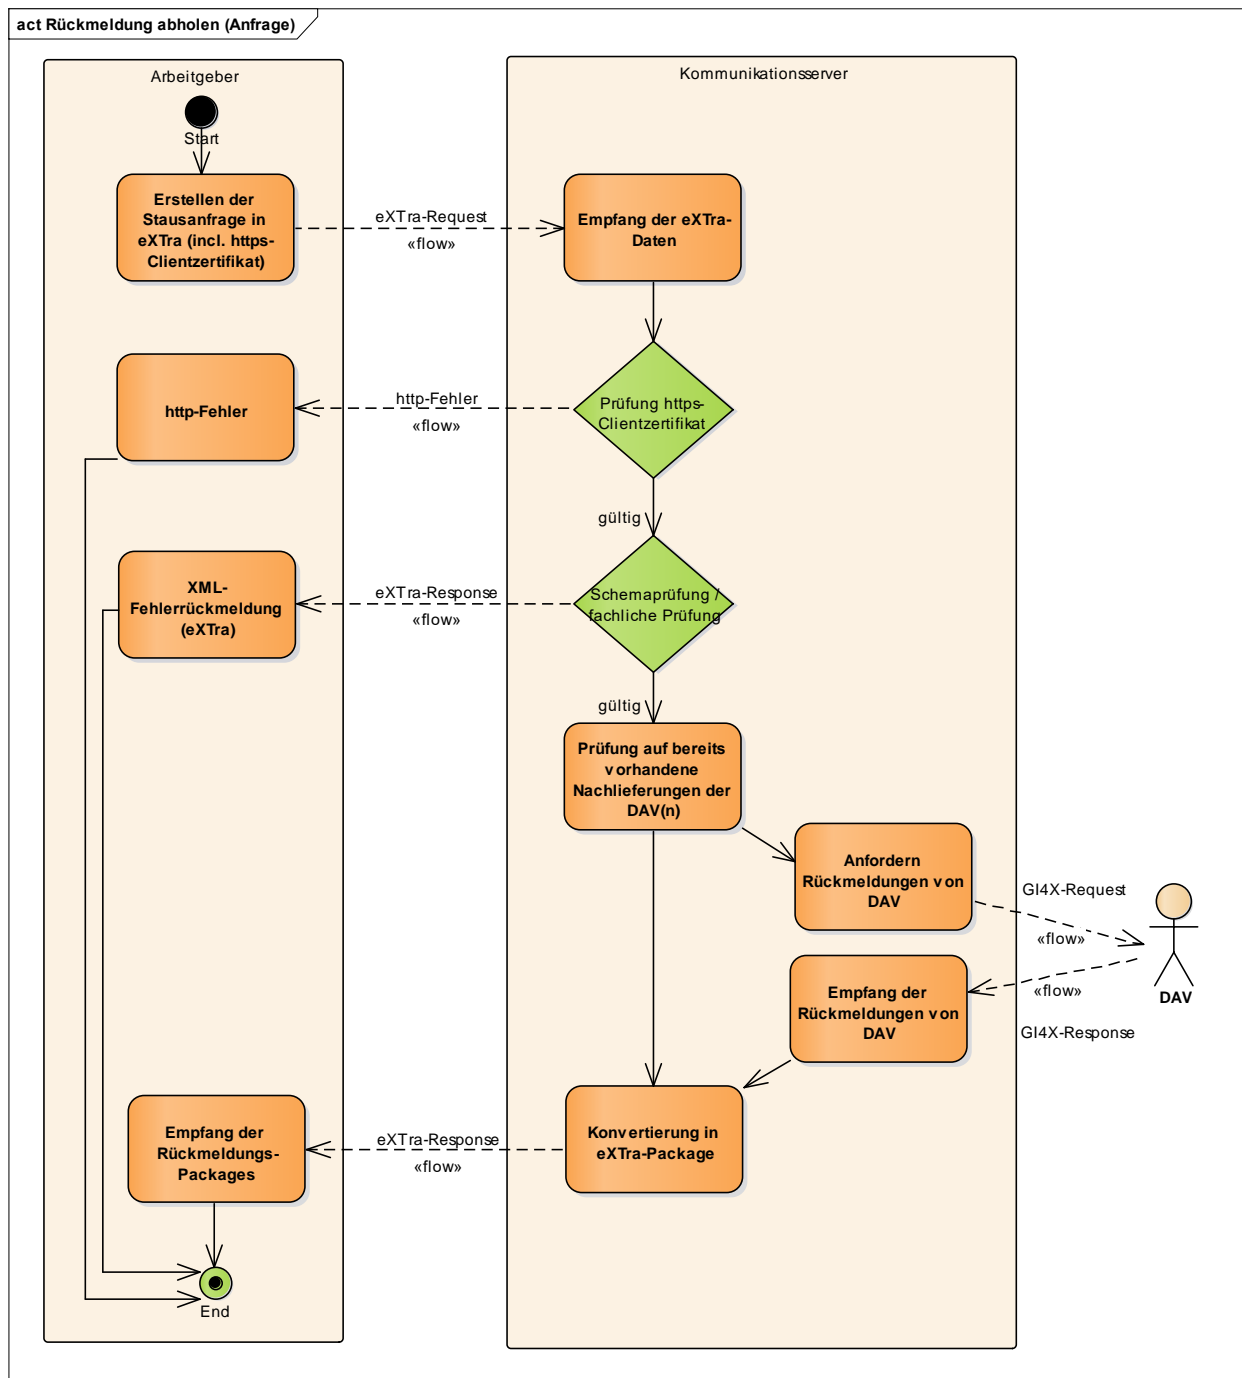 act Rückmeldung abholen (Anfrage)
Arbeitgeber
Kommunikationsserver
Start
Erstellen der
Stausanfrage in
eXTra (incl. https-
Clientzertifikat)
eXTra-Request
«flow»
Empfang der eXTra-
Daten
http-Fehler
http-Fehler
«flow»
Prüfung https-
Clientzertifikat
gültig
XML-
Fehlerrückmeldung
(eXTra)
eXTra-Response
«flow»
Schemaprüfung /
fachliche Prüfung
gültig
Prüfung auf bereits
vorhandene
Nachlieferungen der
DAV(n)
Anfordern
Rückmeldungen von
DAV
GI4X-Request
«flow»
DAV
«flow»
GI4X-Response
Empfang der
Rückmeldungen von
DAV
Konvertierung in
eXTra-Package
eXTra-Response
«flow»
Empfang der
Rückmeldungs-
Packages
End